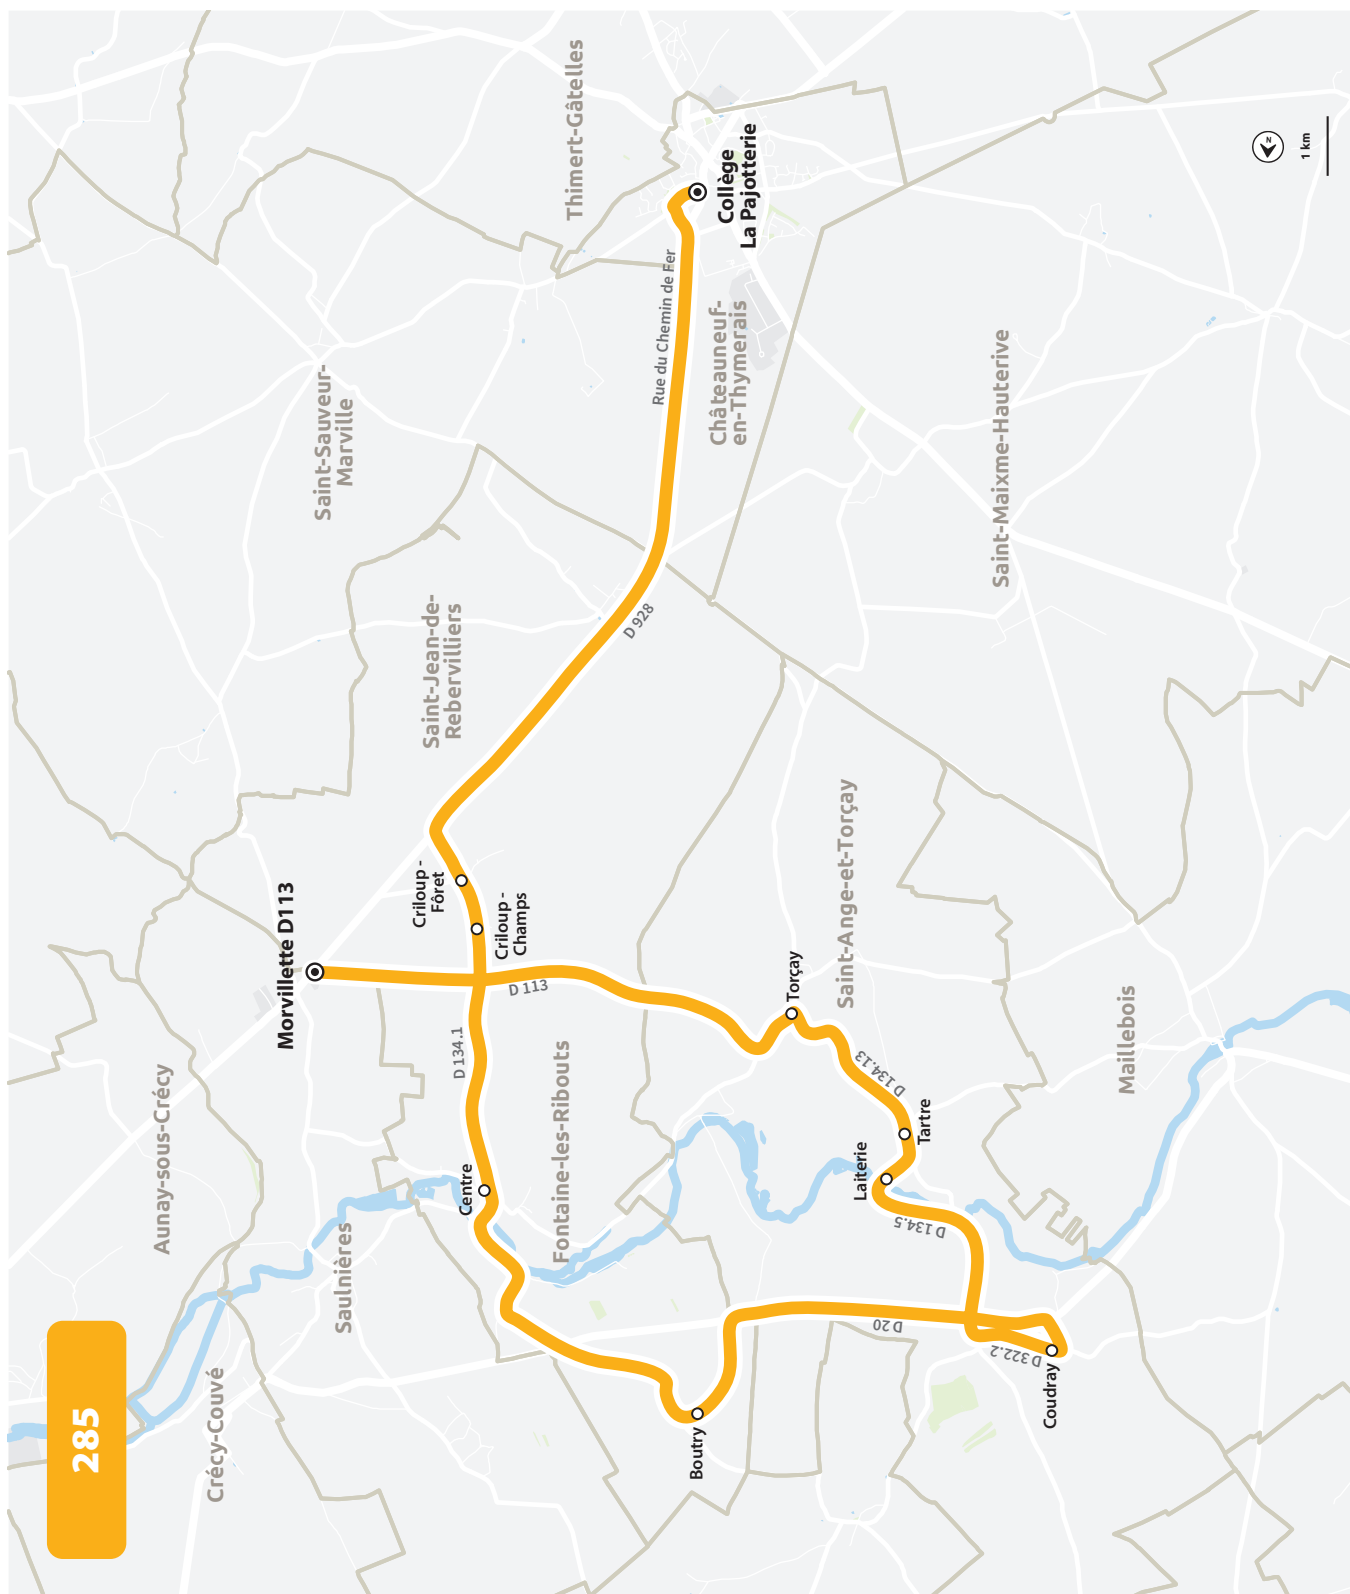 285
Crécy-Couvé
Aunay-sous-Crécy
Saulnières
Morvillette D113
Saint-Sauveur-
Marville
Thimert-Gâtelles
Saint-Jean-de-
Rebervilliers
Criloup -
Fôret
Criloup -
Champs
D 113
D 134.1
Centre
Fontaine-les-Ribouts
D 928
Rue du Chemin de Fer
Collège
La Pajotterie
Châteauneuf-
en-Thymerais
Boutry
Torçay
Saint-Ange-et-Torçay
D 134.13
Tartre
Laiterie
D 134.5
D20
D 322.2
Coudray
Saint-Maixme-Hauterive
Maillebois
N
1 km